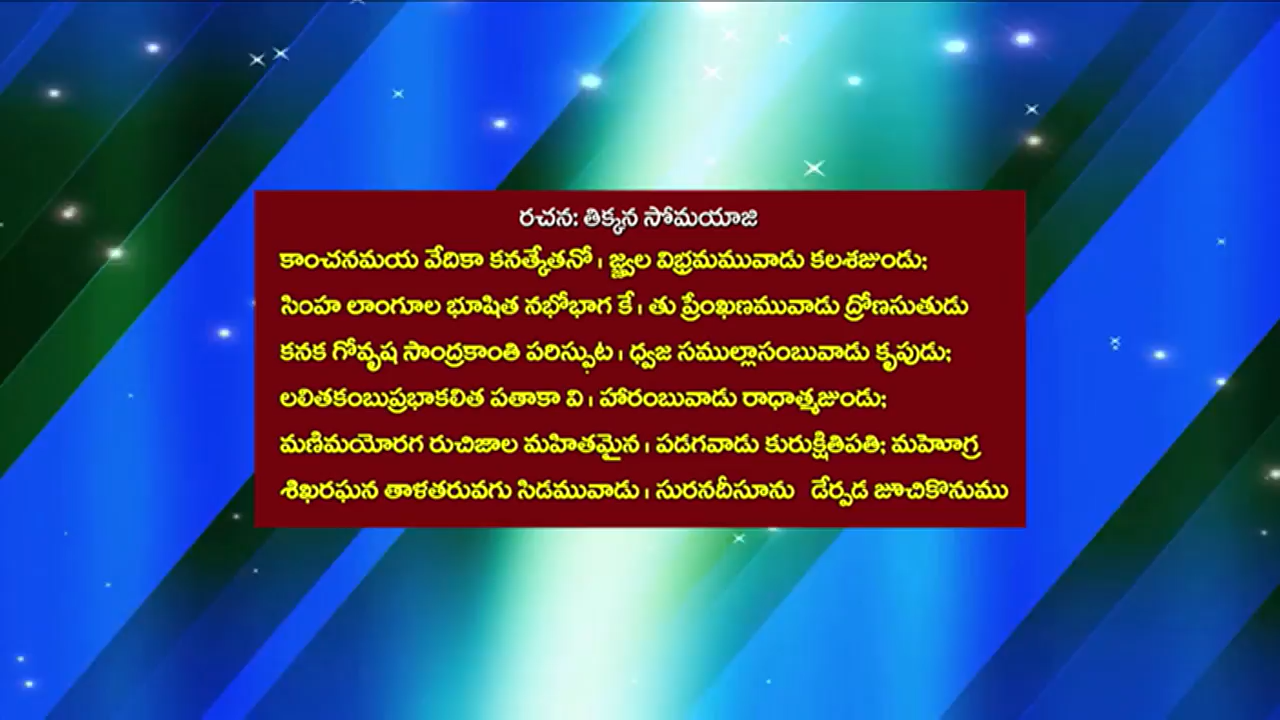 రచన: తిక్కన సోమయాజి
కాంచనమయ వేదికా కనత్కేతనో । జ్జ్వల విభ్రమమువాడు కలశజుండు;
సింహ లాంగూల భూషిత నభోభాగ కే । తు ప్రేంఖణమువాడు ద్రోణసుతుడు
కనక గోవృష సాంద్రకాంతి పరిస్ఫుట । ధ్వజ సముల్లాసంబువాడు కృపుడు;
లలితకంబుప్రభాకలిత పతాకా వి । హారంబువాడు రాధాత్మజుండు;
మణిమయోరగ రుచిజాల మహితమైన । పడగవాడు కురుక్షితిపతి; మహోగ్ర
శిఖరఘన తాళతరువగు సిడమువాడు । సురనదీసూను డేర్పడ జూచికొనుము